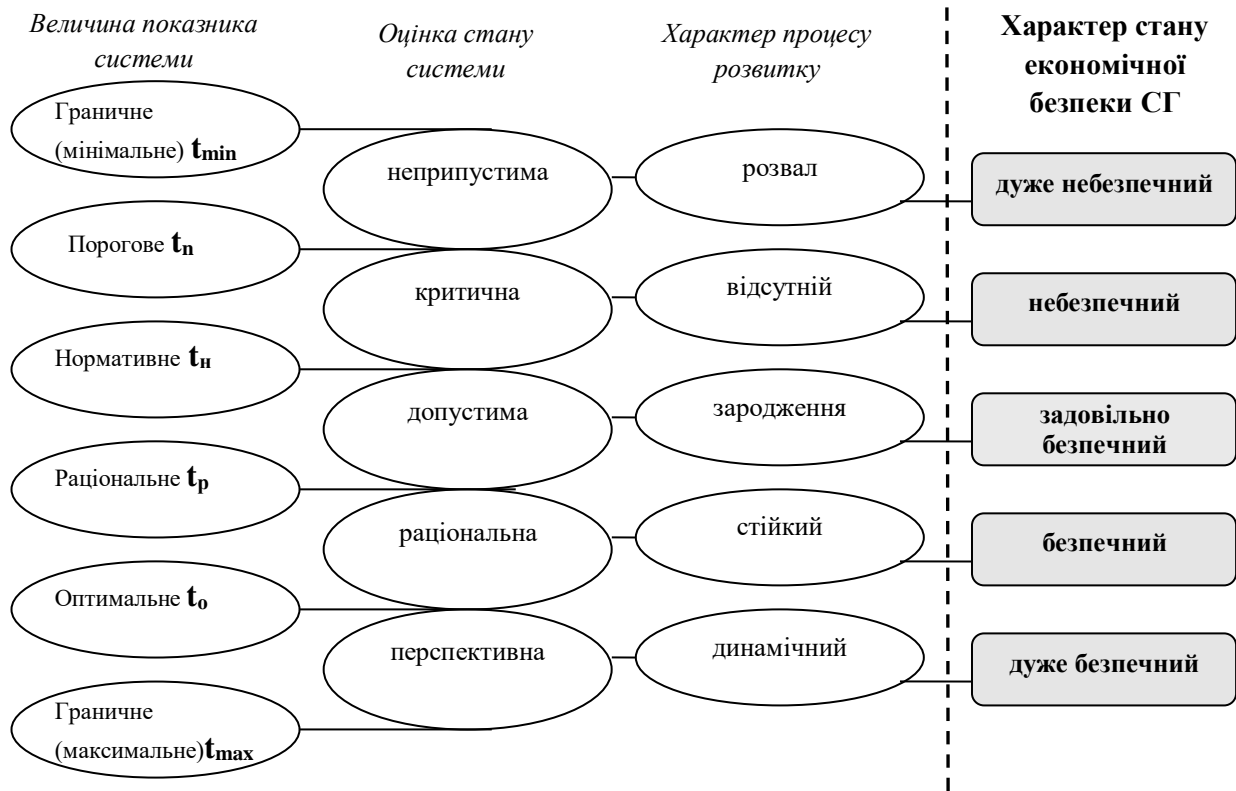 Величина показника
системи
Оцінка стану
системи
Характер процесу
розвитку
Характер стану
економічної
безпеки СГ
Граничне
(мінімальне) tmin
неприпустима
розвал
дуже небезпечний
Порогове tп
критична
відсутній
небезпечний
Нормативне tн
допустима
зародження
задовільно
безпечний
Раціональне tр
раціональна
стійкий
безпечний
Оптимальне tо
перспективна
динамічний
дуже безпечний
Граничне
(максимальне)tmax